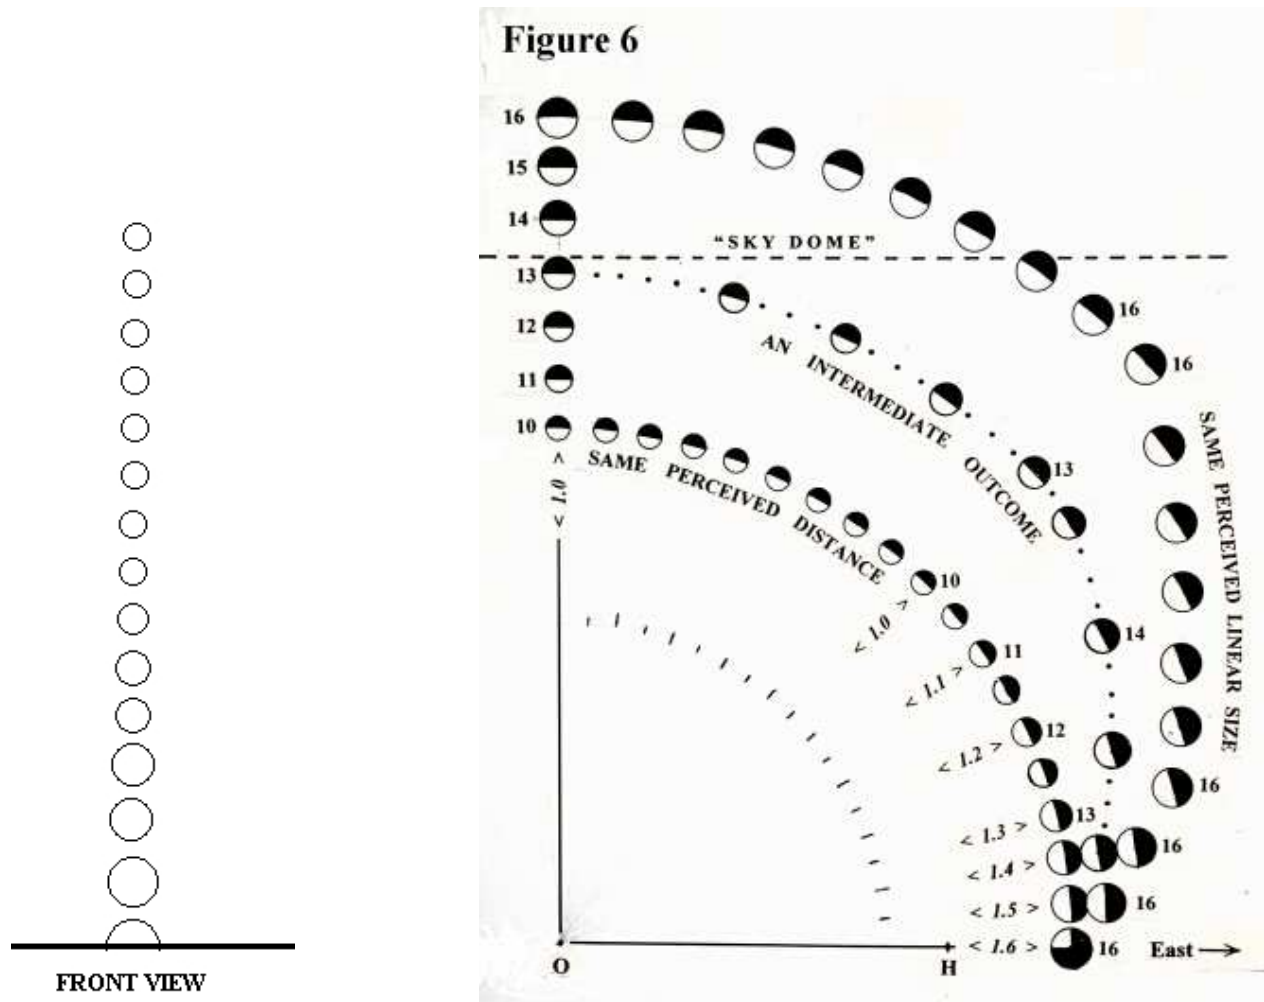 Figure 6
16
15
14
"SKY DOME"
13
16
12
AN INTERMEDIATE OUTCOME
16
11
10
SAME PERCEIVED DISTANCE
13
SAME PERCEIVED LINEAR SIZE
< 1.0 >
10
< 1.0 >
14
11
< 1.1 >
12
< 1.2 >
16
13
< 1.3 >
16
< 1.4 >
< 1.5 >
16
< 1.6 >
16
East
O
H
FRONT VIEW